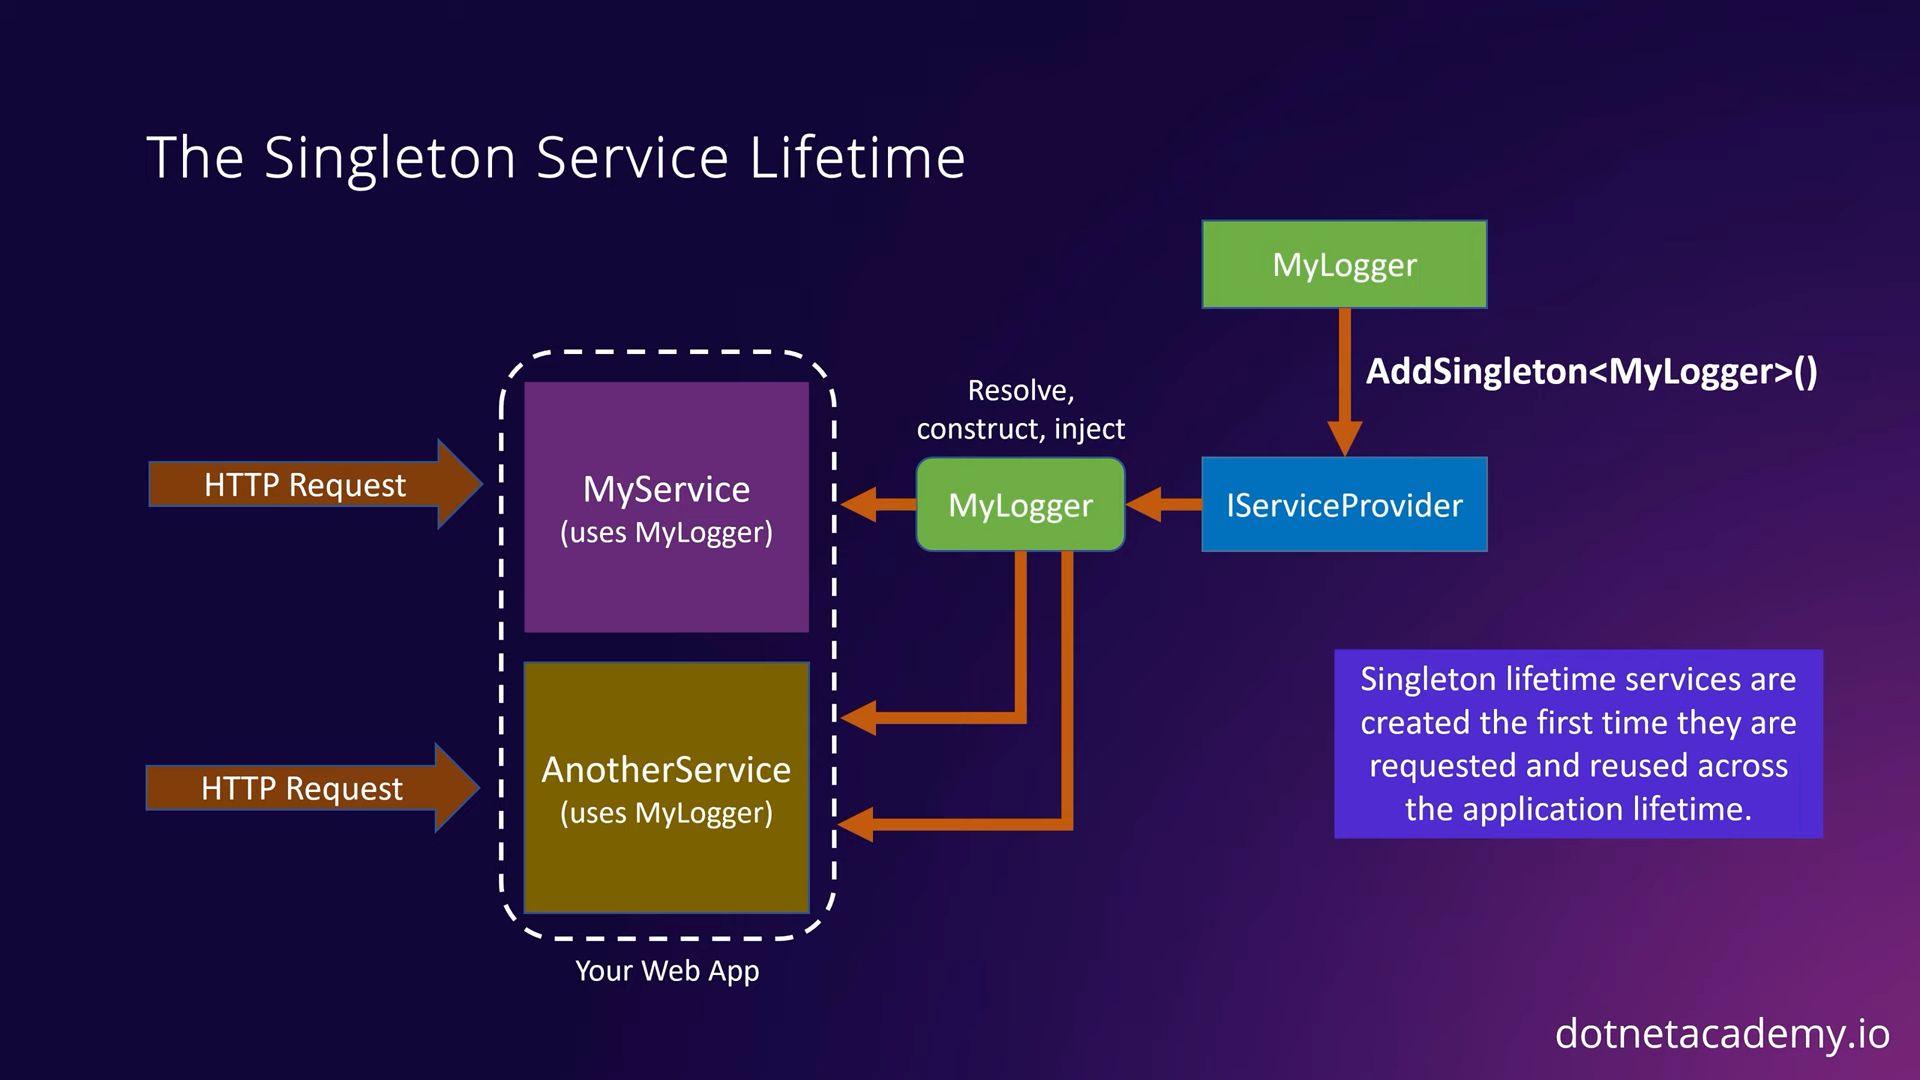 The Singleton Service Lifetime
MyLogger
AddSingleton<MyLogger>()
Resolve,
construct, inject
HTTP Request
MyService
(uses MyLogger)
MyLogger
IServiceProvider
HTTP Request
AnotherService
(uses MyLogger)
Singleton lifetime services are
created the first time they are
requested and reused across
the application lifetime.
Your Web App
dotnetacademy.io